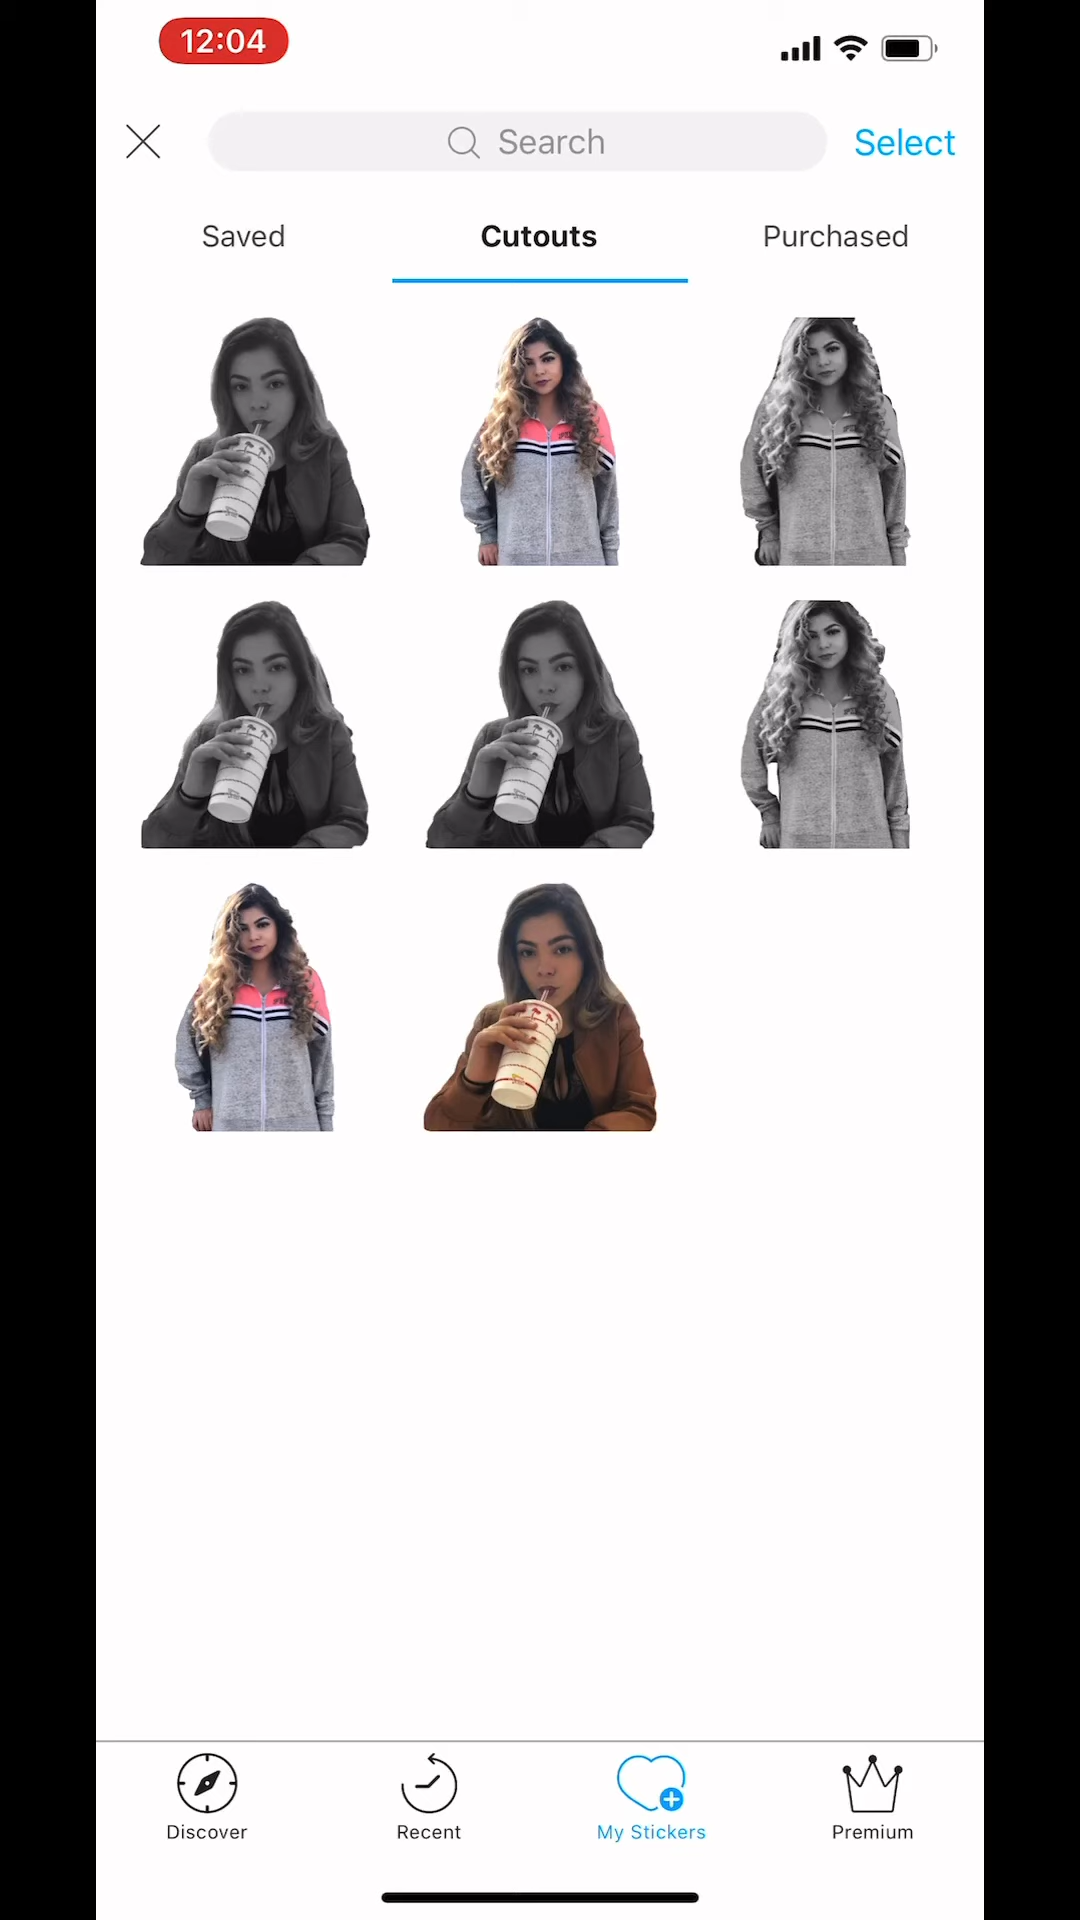 12:04
Search
Select
Saved
Cutouts
Purchased
Discover
Recent
My Stickers
Premium